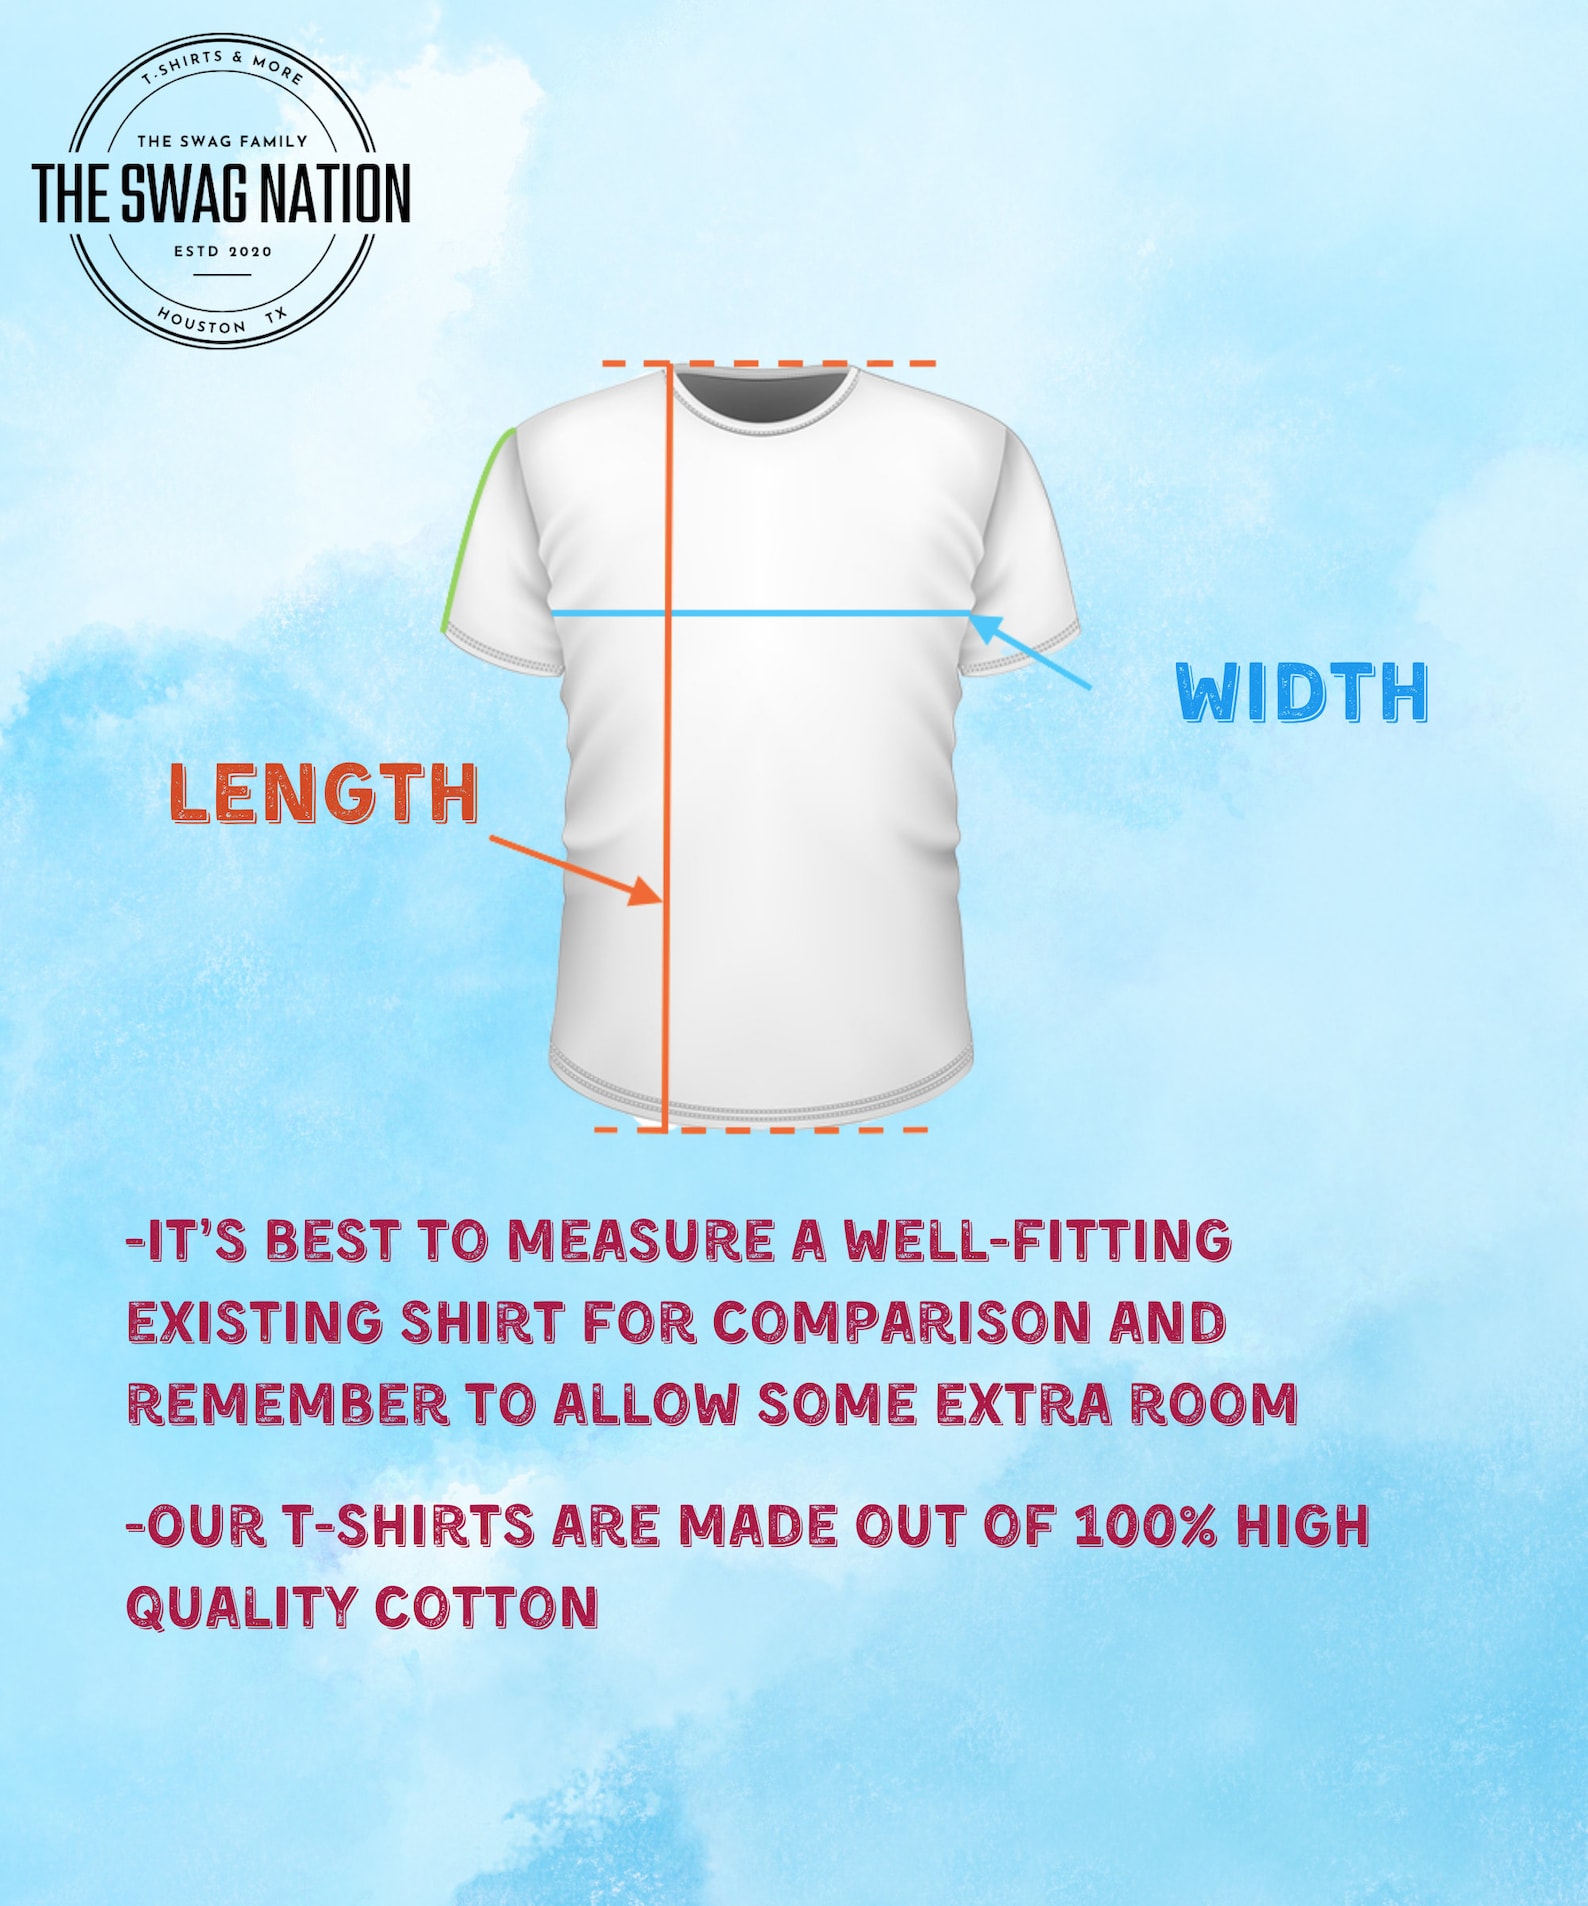 T-SHIRTS & MORE
THE SWAG FAMILY
THE SWAG NATION
ESTD 2020
HOUSTON TX
WIDTH
LENGTH
-IT'S BEST TO MEASURE A WELL-FITTING
EXISTING SHIRT FOR COMPARISON AND
REMEMBER TO ALLOW SOME EXTRA ROOM
-OUR T-SHIRTS ARE MADE OUT OF 100% HIGH
QUALITY COTTON